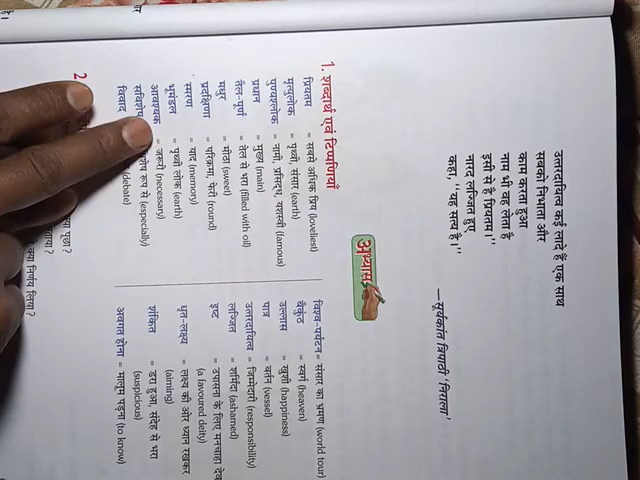 उत्तरदायित्व कई लादे हैं एक साथ
सबको निभाता और
काम करता हुआ
नाम भी वह लेता है
इसी से है प्रियतम।"
नारद लज्जित हुए
कहा, "यह सत्य है।"
—सूर्यकांत त्रिपाठी 'निराला'
अभ्यास
1. शब्दार्थ एवं टिप्पणियाँ
प्रियतम = सबसे अधिक प्रिय (loveliest)
मृत्युलोक = पृथ्वी, संसार (earth)
पुण्यश्लोक = नामी, प्रसिद्ध, यशस्वी (famous)
प्रधान = मुख्य (main)
तैल-पूर्ण = तेल से भरा (filled with oil)
मधुर = मीठा (sweet)
प्रदक्षिणा = परिक्रमा, फेरी (round)
स्मरण = याद (memory)
भूमंडल = पृथ्वी लोक (earth)
आवश्यक = जरूरी (necessary)
सविशेष रूप से (especially)
विवाद (debate)
विश्व-पर्यटन = संसार का भ्रमण (world tour)
बैकुंठ = स्वर्ग (heaven)
उल्लास = खुशी (happiness)
पात्र = बर्तन (vessel)
उत्तरदायित्व = जिम्मेदारी (responsibility)
लज्जित = शर्मिंदा (ashamed)
इष्ट = उपासना के लिए मनचाहा देव
(a favoured deity)
धृत-लक्ष्य = लक्ष्य की ओर ध्यान रखकर
(aiming)
शंकित = डरा हुआ, संदेह से भरा
(suspicious)
अवगत होना = मालूम पड़ना (to know)
2
पूछा?
क्या निर्णय लिया?